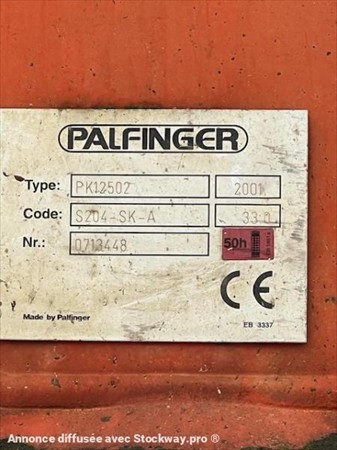 PALFINGER
Type: PK12502 2001
Code: S204-SK-A 33.0
Nr.: 0713448 50h
CE
Made by Palfinger
EB 3337
Annonce diffusée avec Stockway.pro ®